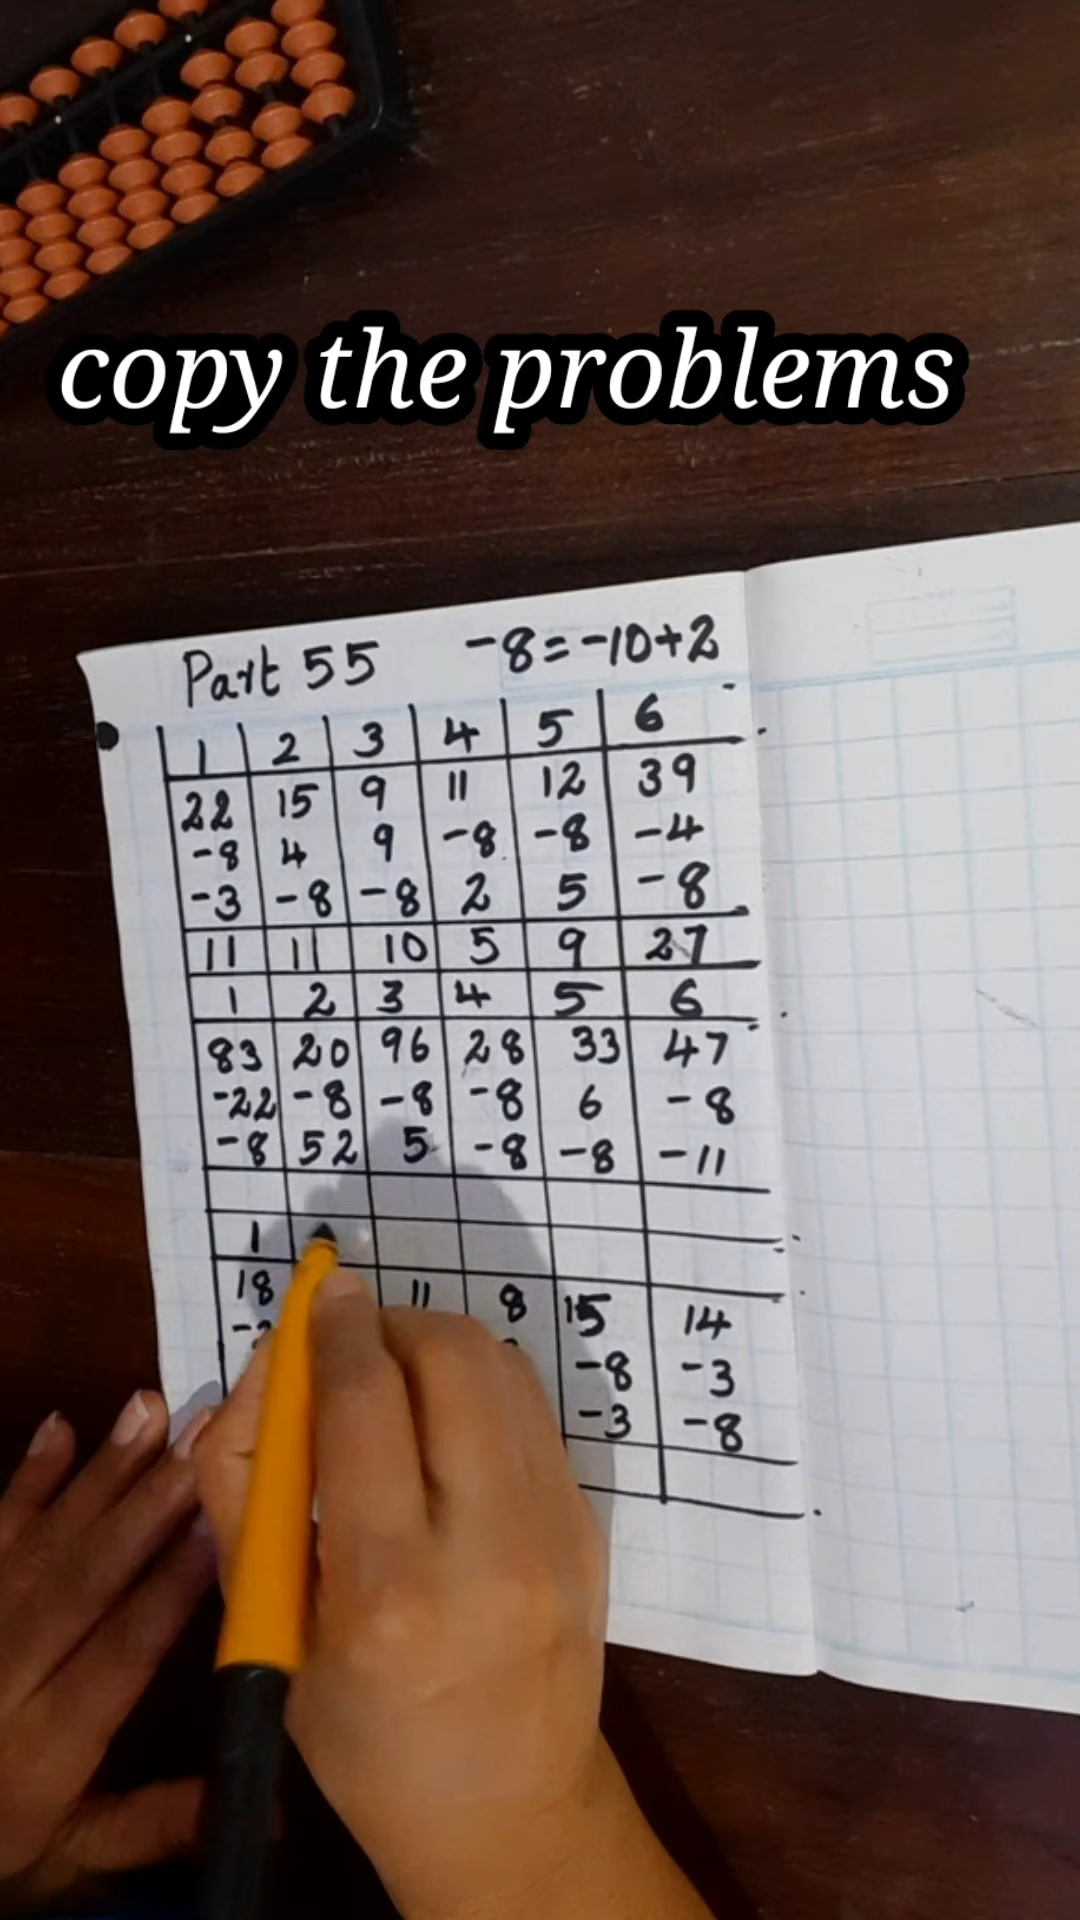 copy the problems
Part 55 -8=-10+2
1 2 3 4 5 6
22 15 9 11 12 39
-8 4 9 -8 -8 -4
-3 -8 -8 2 5 -8
11 11 10 5 9 27
1 2 3 4 5 6
83 20 96 28 33 47
-22 -8 -8 -8 6 -8
-8 52 5 -8 -8 -11
1
18 11 8 15 14
-8 -3
-3 -8